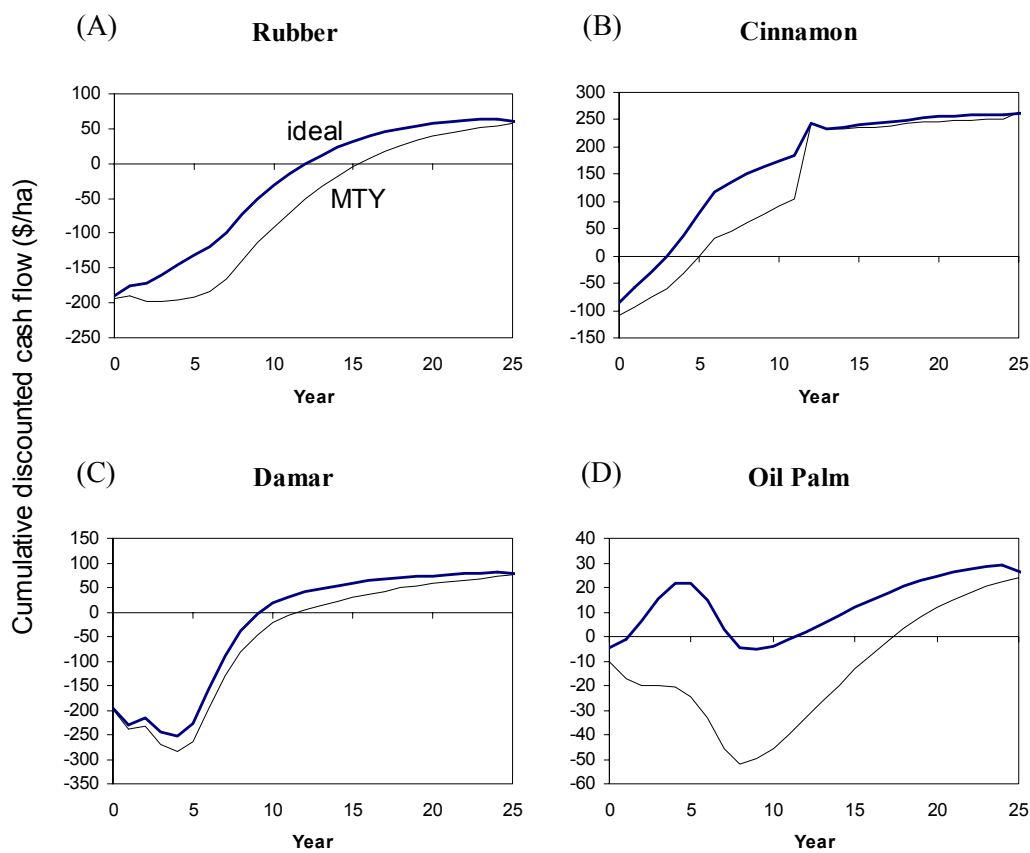 (A)
Rubber
100
50
0
-50
-100
-150
-200
-250
ideal
MTY
0 5 10 15 20 25
Year
(B)
Cinnamon
300
250
200
150
100
50
0
-50
-100
-150
0 5 10 15 20 25
Year
Cumulative discounted cash flow ($/ha)
(C)
Damar
150
100
50
0
-50
-100
-150
-200
-250
-300
-350
0 5 10 15 20 25
Year
(D)
Oil Palm
40
30
20
10
0
-10
-20
-30
-40
-50
-60
0 5 10 15 20 25
Year